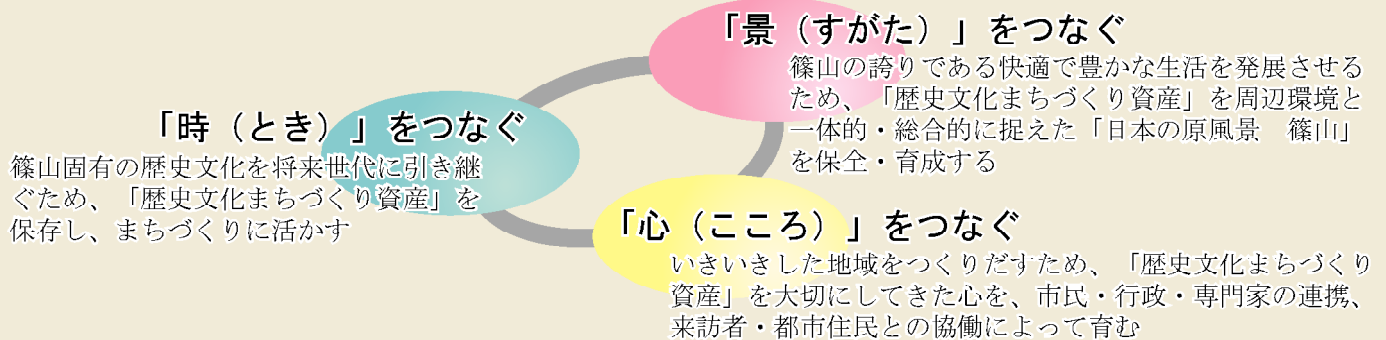 「景（すがた）」をつなぐ
篠山の誇りである快適で豊かな生活を発展させる
ため、「歴史文化まちづくり資産」を周辺環境と
一体的・総合的に捉えた「日本の原風景　篠山」
を保全・育成する
「時（とき）」をつなぐ
篠山固有の歴史文化を将来世代に引き継
ぐため、「歴史文化まちづくり資産」を
保存し、まちづくりに活かす
「心（こころ）」をつなぐ
いきいきした地域をつくりだすため、「歴史文化まちづくり
資産」を大切にしてきた心を、市民・行政・専門家の連携、
来訪者・都市住民との協働によって育む